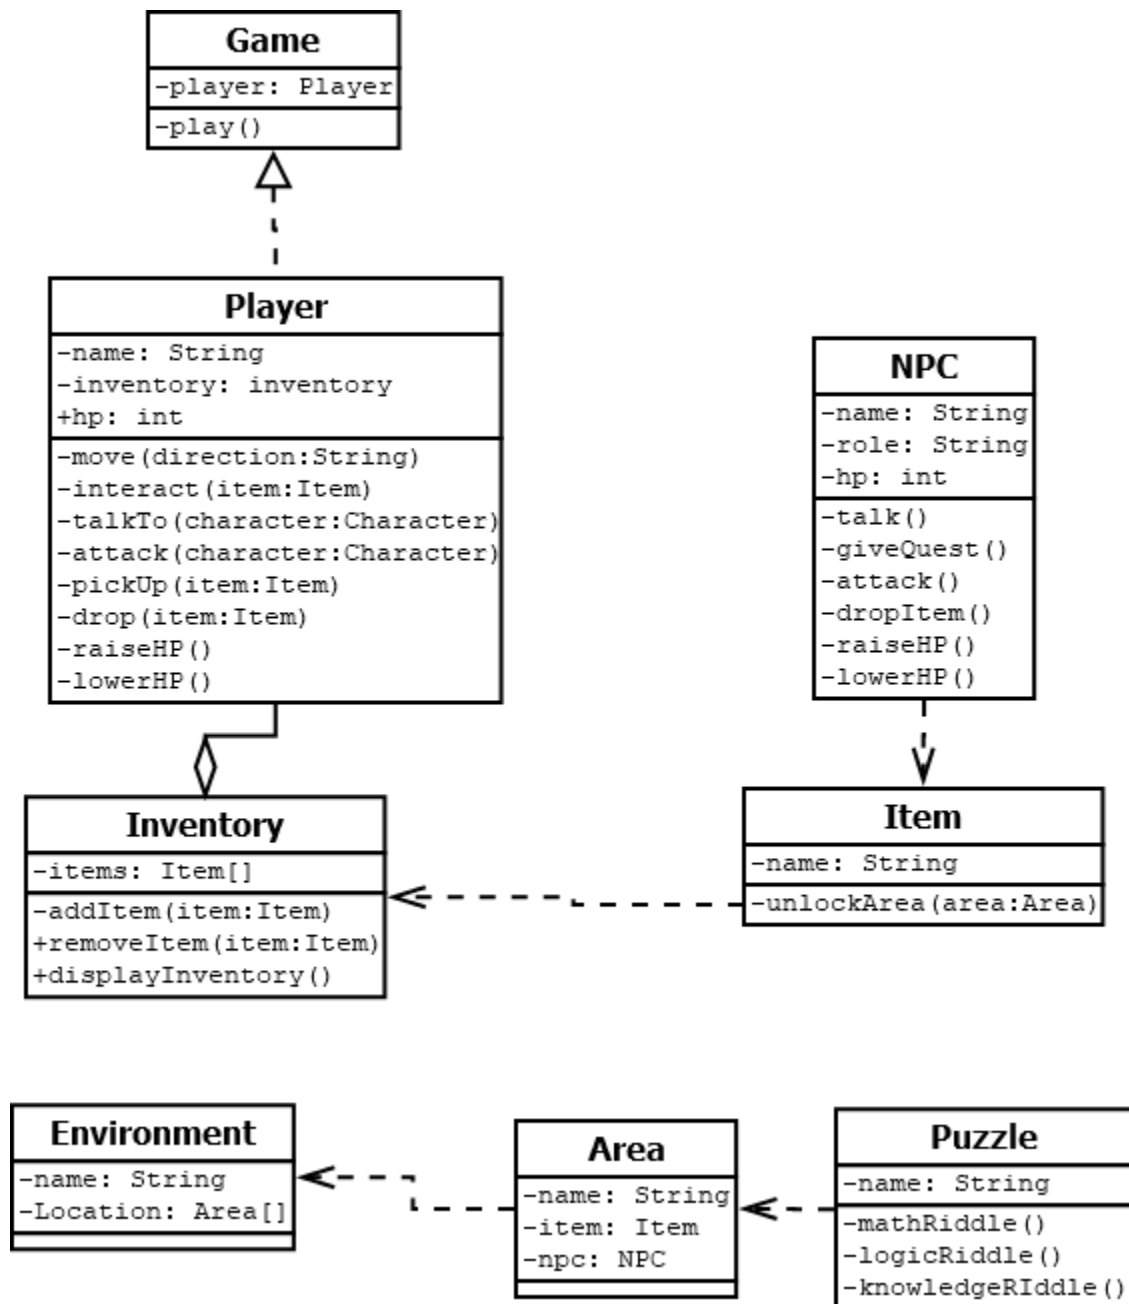 Game
-player: Player
-play()
Player
-name: String
-inventory: inventory
+hp: int
-move(direction:String)
-interact(item:Item)
-talkTo(character:Character)
-attack(character:Character)
-pickUp(item:Item)
-drop(item:Item)
-raiseHP()
-lowerHP()
NPC
-name: String
-role: String
-hp: int
-talk()
-giveQuest()
-attack()
-dropItem()
-raiseHP()
-lowerHP()
Inventory
-items: Item[]
-addItem(item:Item)
+removeItem(item:Item)
+displayInventory()
Item
-name: String
-unlockArea(area:Area)
Environment
-name: String
-Location: Area[]
Area
-name: String
-item: Item
-npc: NPC
Puzzle
-name: String
-mathRiddle()
-logicRiddle()
-knowledgeRIddle()